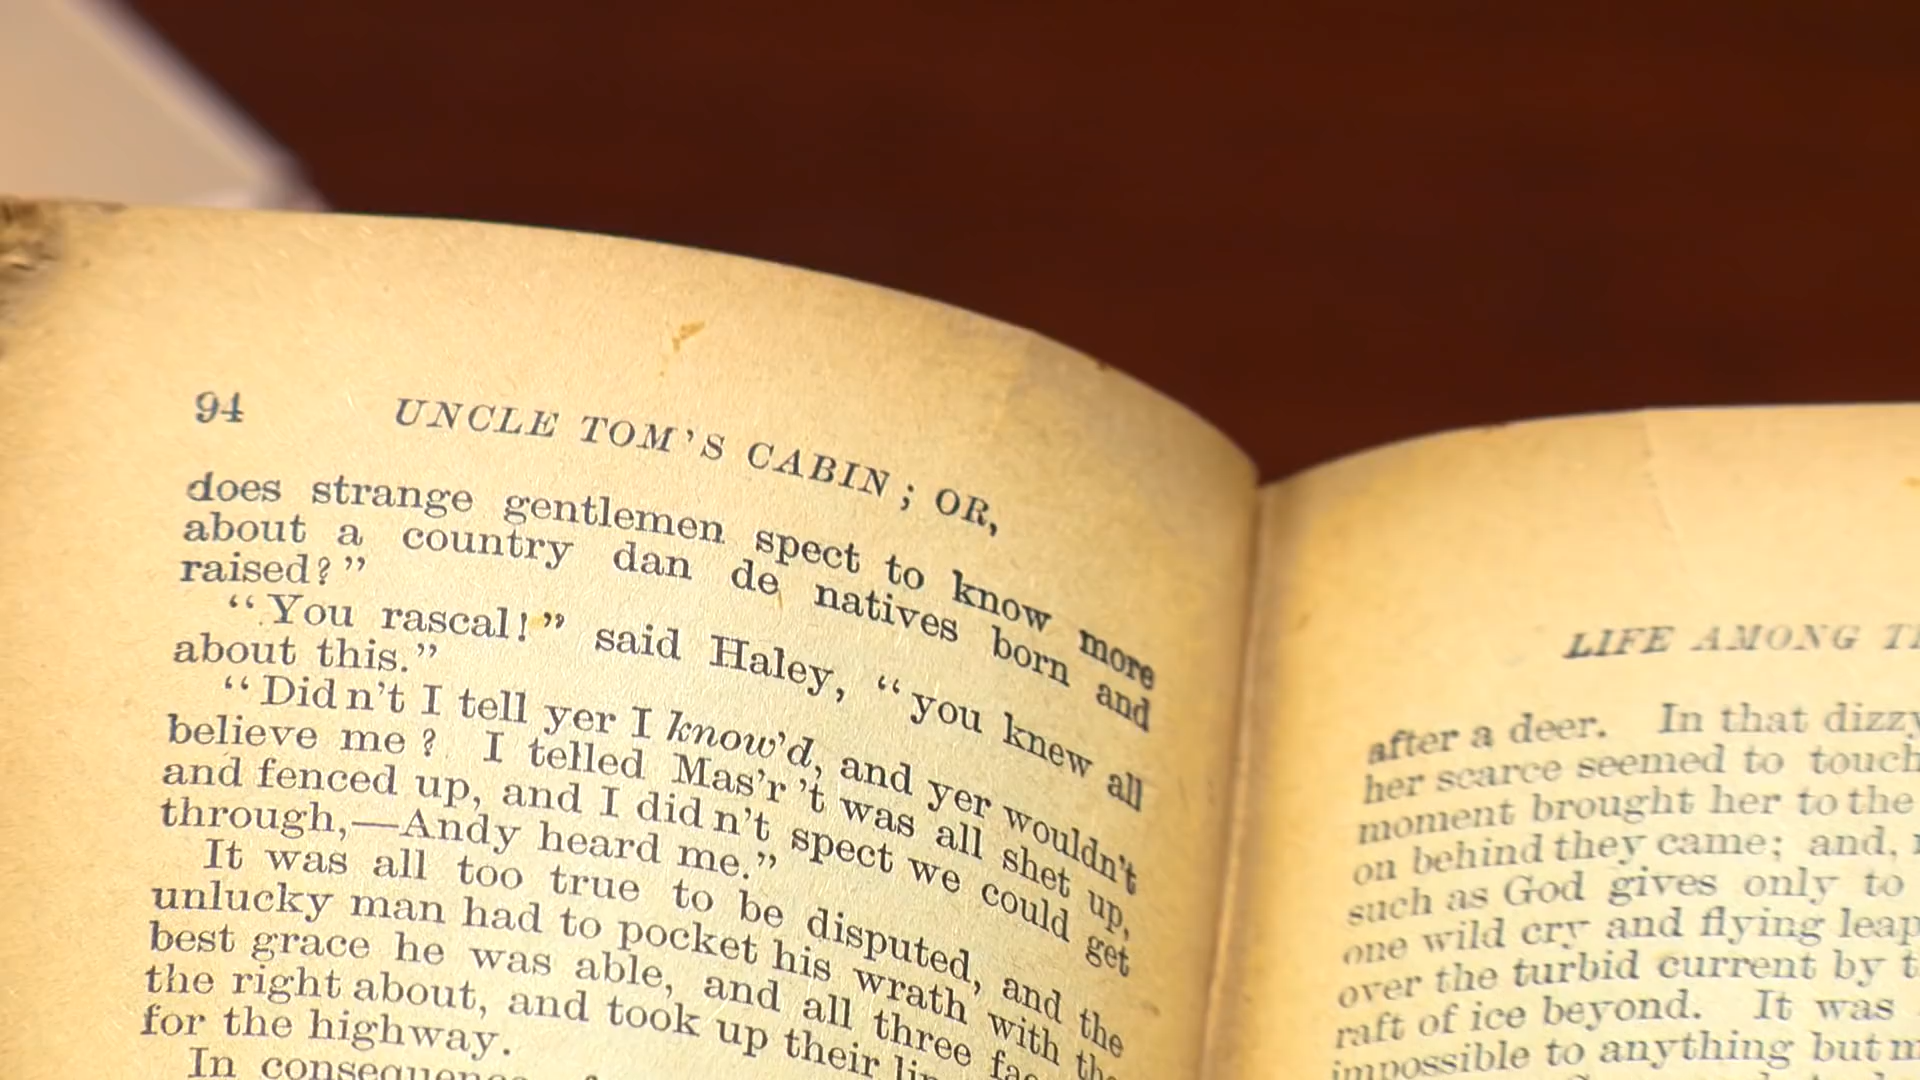 94 UNCLE TOM'S CABIN; OR,
does strange gentlemen spect to know more
about a country dan de natives born and
raised?”
“You rascal!” said Haley, “you knew all
about this.”
“Didn't I tell yer I know'd, and yer wouldn't
believe me? I telled Mas'r 't was all shet up,
and fenced up, and I didn't spect we could get
through,—Andy heard me.”
It was all too true to be disputed, and the
unlucky man had to pocket his wrath with the
best grace he was able, and all three
the right about, and took up their
for the highway.
In
LIFE AMONG
after a deer. In that dizzy
her scarce seemed to touch
moment brought her to the
on behind they came; and,
such as God gives only to
one wild cry and flying leap
over the turbid current by
raft of ice beyond. It was
impossible to anything but